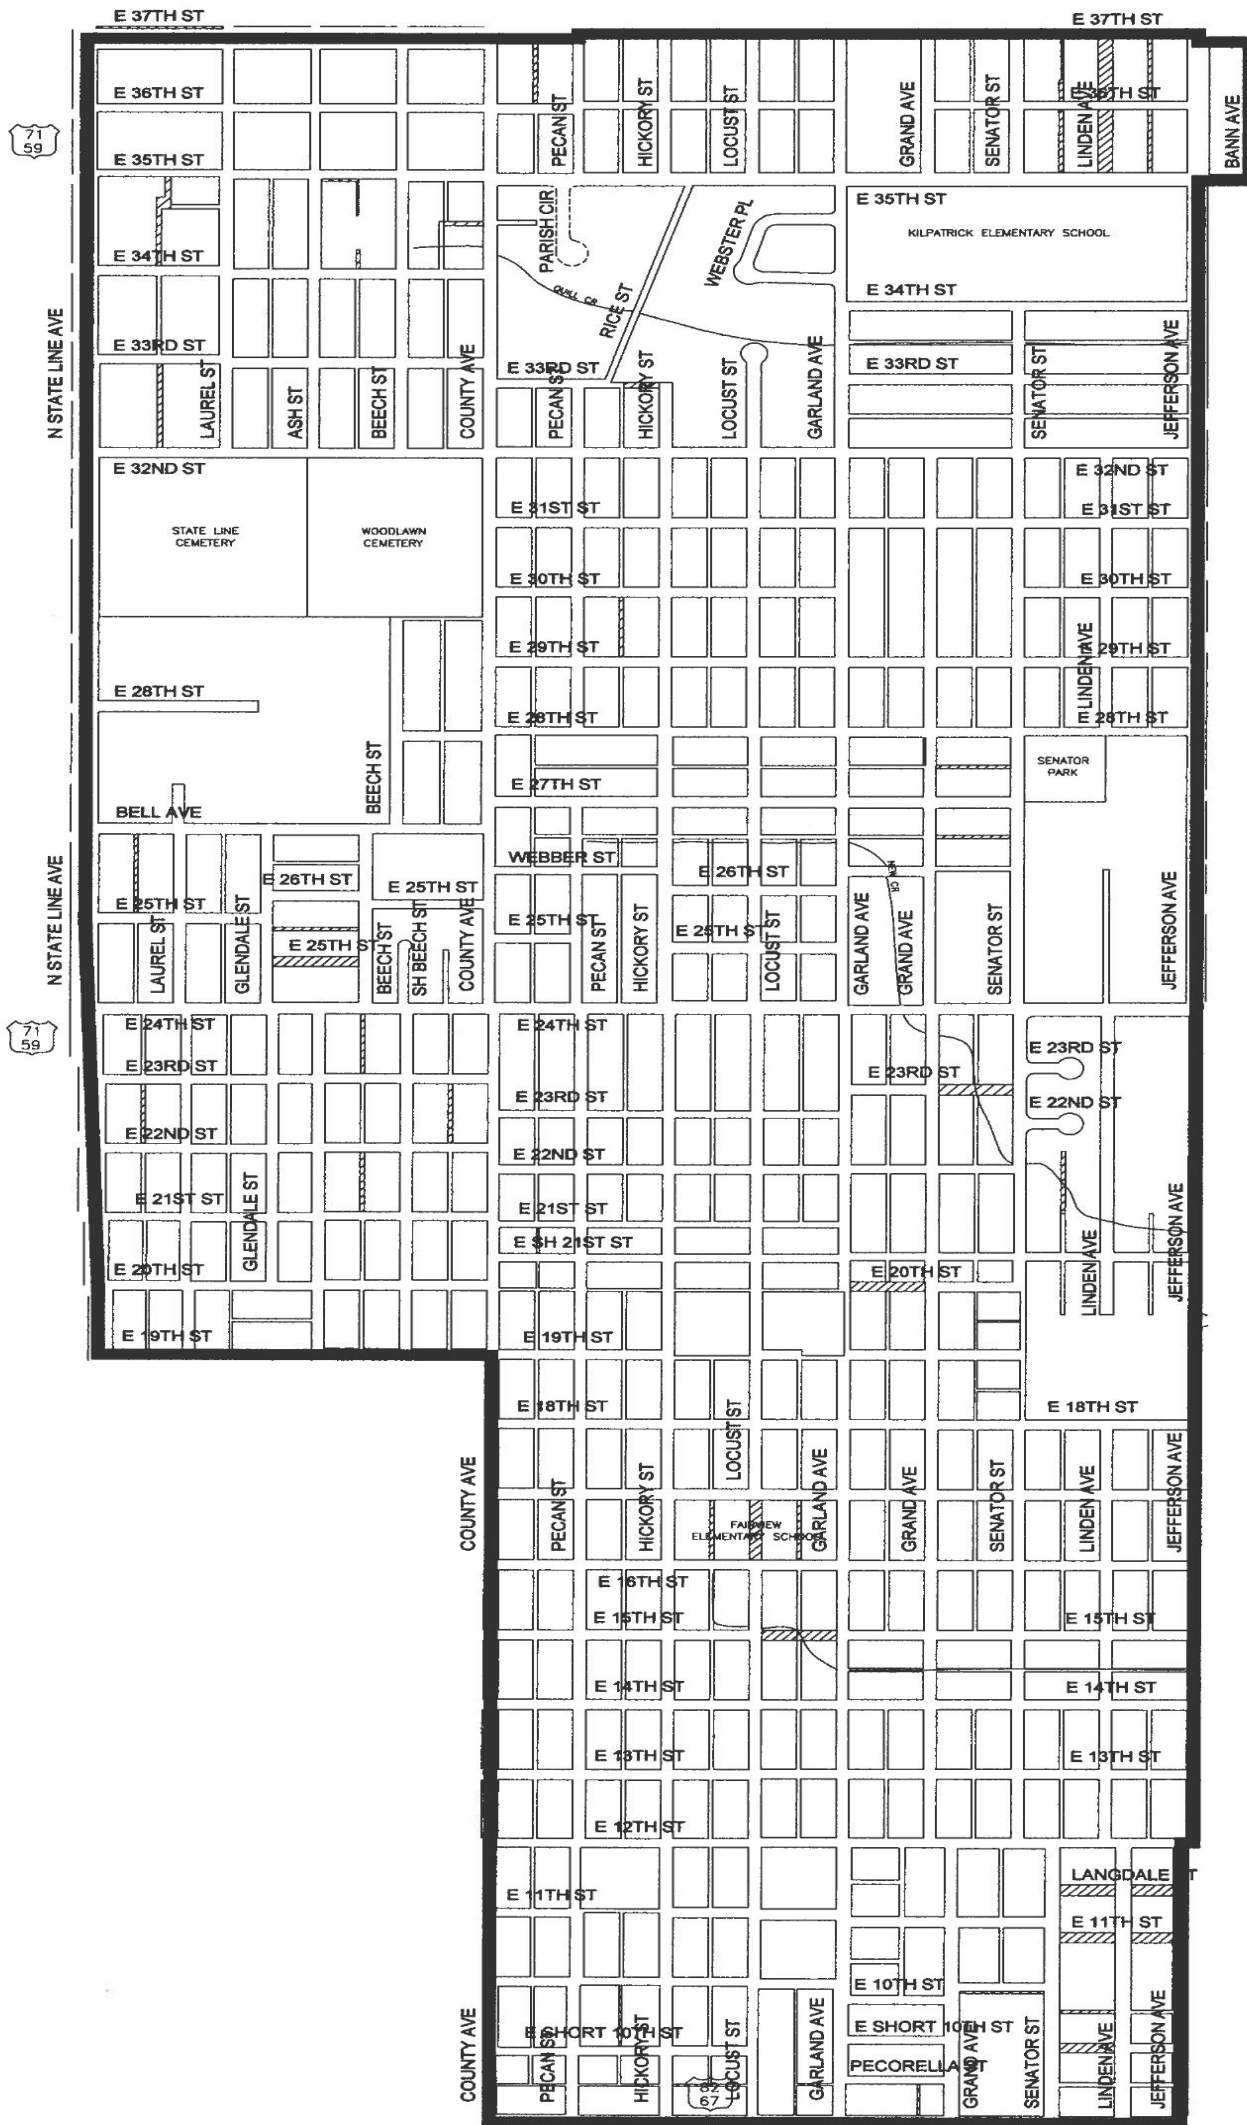 E 37TH ST
E 37TH ST
E 36TH ST
E 36TH ST
71
59
E 35TH ST
PECAN ST
HICKORY ST
LOCUST ST
GRAND AVE
SENATOR ST
LINDEN AVE
BANN AVE
E 35TH ST
KILPATRICK ELEMENTARY SCHOOL
PARISH CIR
WEBSTER PL
E 34TH ST
QUILL CR
RICE ST
E 34TH ST
N STATE LINE AVE
E 33RD ST
E 33RD ST
E 33RD ST
LAUREL ST
ASH ST
BEECH ST
COUNTY AVE
PECAN ST
HICKORY ST
LOCUST ST
GARLAND AVE
SENATOR ST
JEFFERSON AVE
E 32ND ST
E 32ND ST
STATE LINE
CEMETERY
WOODLAWN
CEMETERY
E 31ST ST
E 31ST ST
E 30TH ST
E 30TH ST
E 29TH ST
E 29TH ST
LINDEN AVE
E 28TH ST
E 28TH ST
E 28TH ST
BEECH ST
E 27TH ST
SENATOR
PARK
BELL AVE
N STATE LINE AVE
WEBBER ST
E 26TH ST
E 26TH ST
NEW CR
E 25TH ST
E 25TH ST
E 25TH ST
E 25TH ST
E 25TH ST
LAUREL ST
GLENDALE ST
BEECH ST
SH BEECH ST
COUNTY AVE
PECAN ST
HICKORY ST
LOCUST ST
GARLAND AVE
GRAND AVE
SENATOR ST
JEFFERSON AVE
71
59
E 24TH ST
E 24TH ST
E 23RD ST
E 23RD ST
E 23RD ST
E 23RD ST
E 22ND ST
E 22ND ST
E 22ND ST
E 21ST ST
E 21ST ST
GLENDALE ST
E SH 21ST ST
E 20TH ST
E 20TH ST
LINDEN AVE
JEFFERSON AVE
E 19TH ST
E 19TH ST
E 18TH ST
E 18TH ST
COUNTY AVE
PECAN ST
HICKORY ST
LOCUST ST
GARLAND AVE
GRAND AVE
SENATOR ST
LINDEN AVE
JEFFERSON AVE
FAIRVIEW
ELEMENTARY SCHOOL
E 16TH ST
E 15TH ST
E 15TH ST
E 14TH ST
E 14TH ST
E 13TH ST
E 13TH ST
E 12TH ST
E 11TH ST
LANGDALE ST
E 11TH ST
E 10TH ST
E SHORT 10TH ST
E SHORT 10TH ST
PECORELLA ST
COUNTY AVE
PECAN ST
HICKORY ST
LOCUST ST
GARLAND AVE
GRAND AVE
SENATOR ST
LINDEN AVE
JEFFERSON AVE
82
67